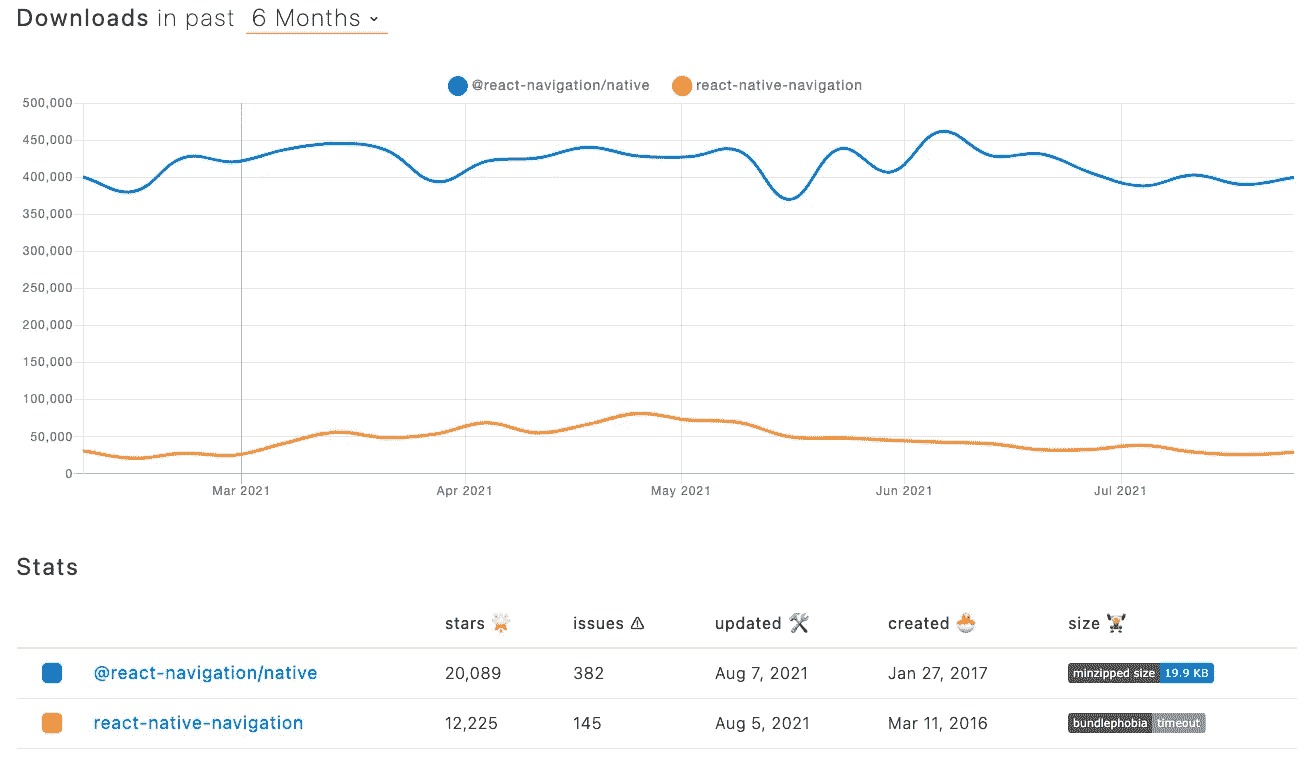 Downloads in past 6 Months
@react-navigation/native react-native-navigation
500,000
450,000
400,000
350,000
300,000
250,000
200,000
150,000
100,000
50,000
0
Mar 2021 Apr 2021 May 2021 Jun 2021 Jul 2021
Stats
stars issues updated created size
@react-navigation/native 20,089 382 Aug 7, 2021 Jan 27, 2017 minzipped size 19.9 KB
react-native-navigation 12,225 145 Aug 5, 2021 Mar 11, 2016 bundlephobia timeout